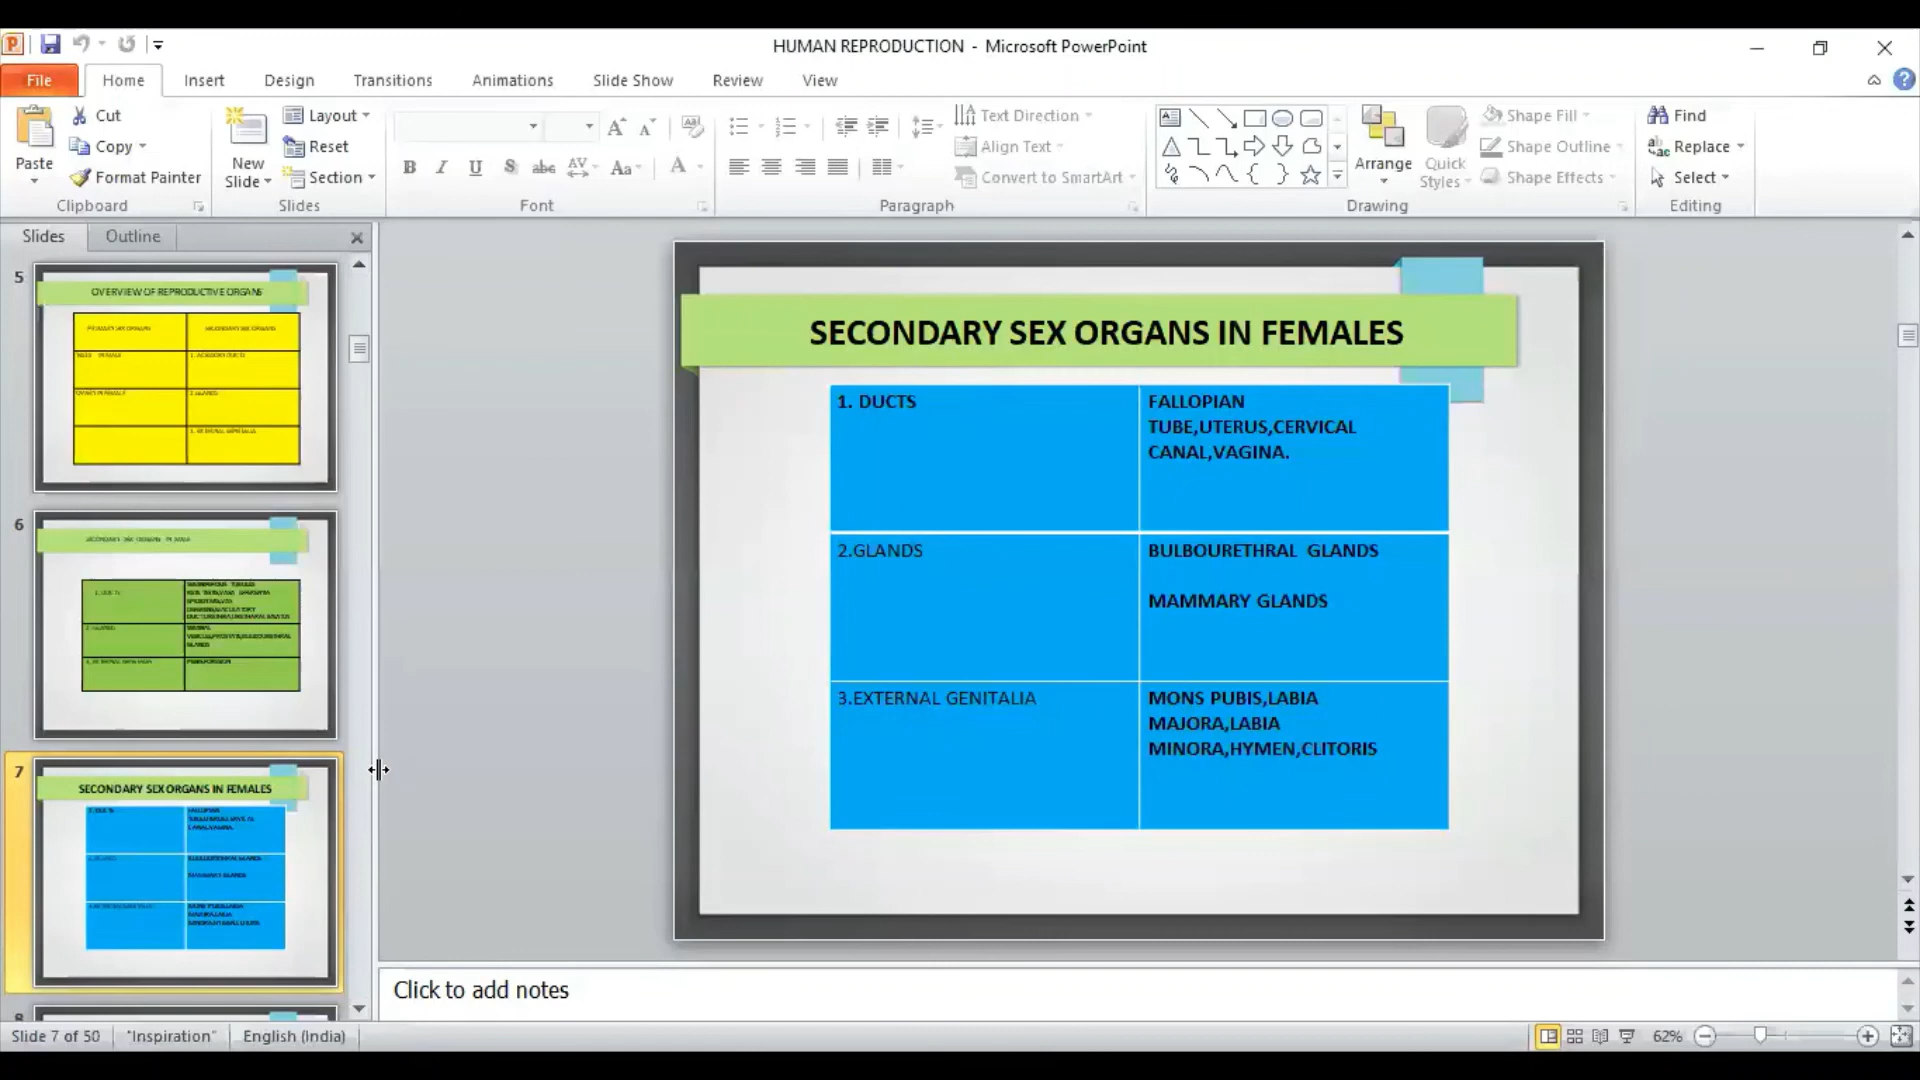 HUMAN REPRODUCTION - Microsoft PowerPoint
File Home Insert Design Transitions Animations Slide Show Review View
Paste
Cut
Copy
Format Painter
Clipboard
New
Slide
Layout
Reset
Section
Slides
Font
Text Direction
Align Text
Convert to SmartArt
Paragraph
Arrange
Quick
Styles
Shape Fill
Shape Outline
Shape Effects
Drawing
Find
Replace
Select
Editing
Slides Outline
5
OVERVIEW OF REPRODUCTIVE ORGANS
6
7
SECONDARY SEX ORGANS IN FEMALES
8
SECONDARY SEX ORGANS IN FEMALES
1. DUCTS
FALLOPIAN
TUBE,UTERUS,CERVICAL
CANAL,VAGINA.
2.GLANDS
BULBOURETHRAL GLANDS
MAMMARY GLANDS
3.EXTERNAL GENITALIA
MONS PUBIS,LABIA
MAJORA,LABIA
MINORA,HYMEN,CLITORIS
Click to add notes
Slide 7 of 50 "Inspiration" English (India) 62%